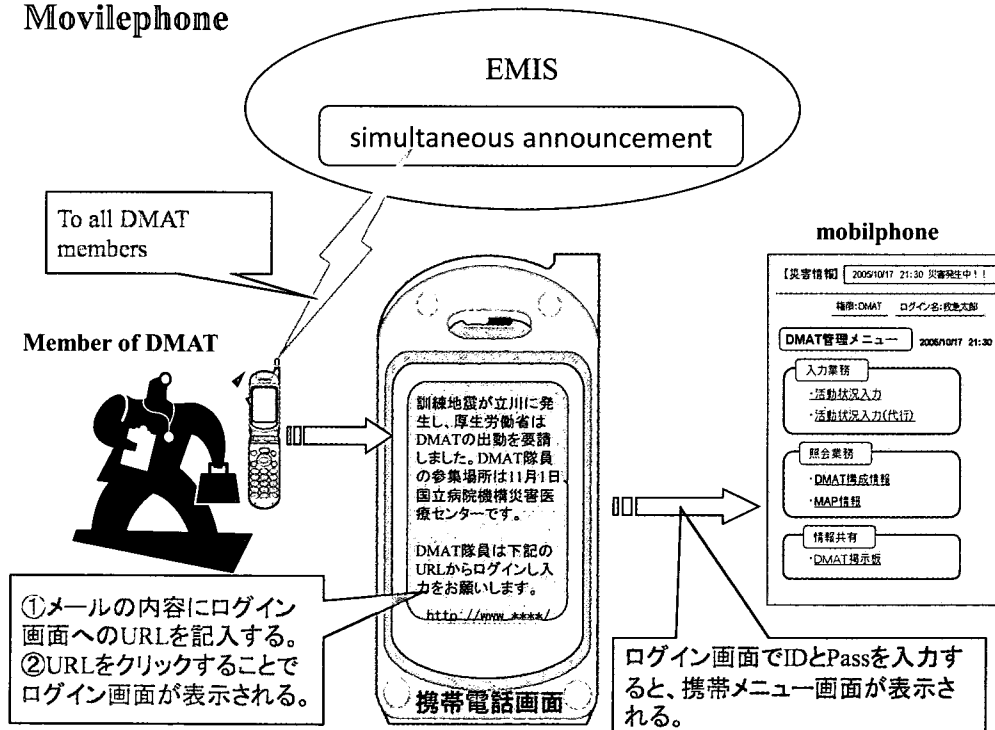 Movilephone
EMIS
simultaneous announcement
To all DMAT
members
Member of DMAT
訓練地震が立川に発
生し、厚生労働省は
DMATの出動を要請
しました。DMAT隊員
の参集場所は11月1日、
国立病院機構災害医
療センターです。
DMAT隊員は下記の
URLからログインし入
力をお願いします。
http://www.****/
携帯電話画面
①メールの内容にログイン
画面へのURLを記入する。
②URLをクリックすることで
ログイン画面が表示される。
mobilphone
【災害情報】 2005/10/17 21:30 災害発生中!!
権限:DMAT ログイン名:救急太郎
DMAT管理メニュー 2005/10/17 21:30
入力業務
・活動状況入力
・活動状況入力(代行)
照会業務
・DMAT構成情報
・MAP情報
情報共有
・DMAT掲示板
ログイン画面でIDとPassを入力す
ると、携帯メニュー画面が表示さ
れる。